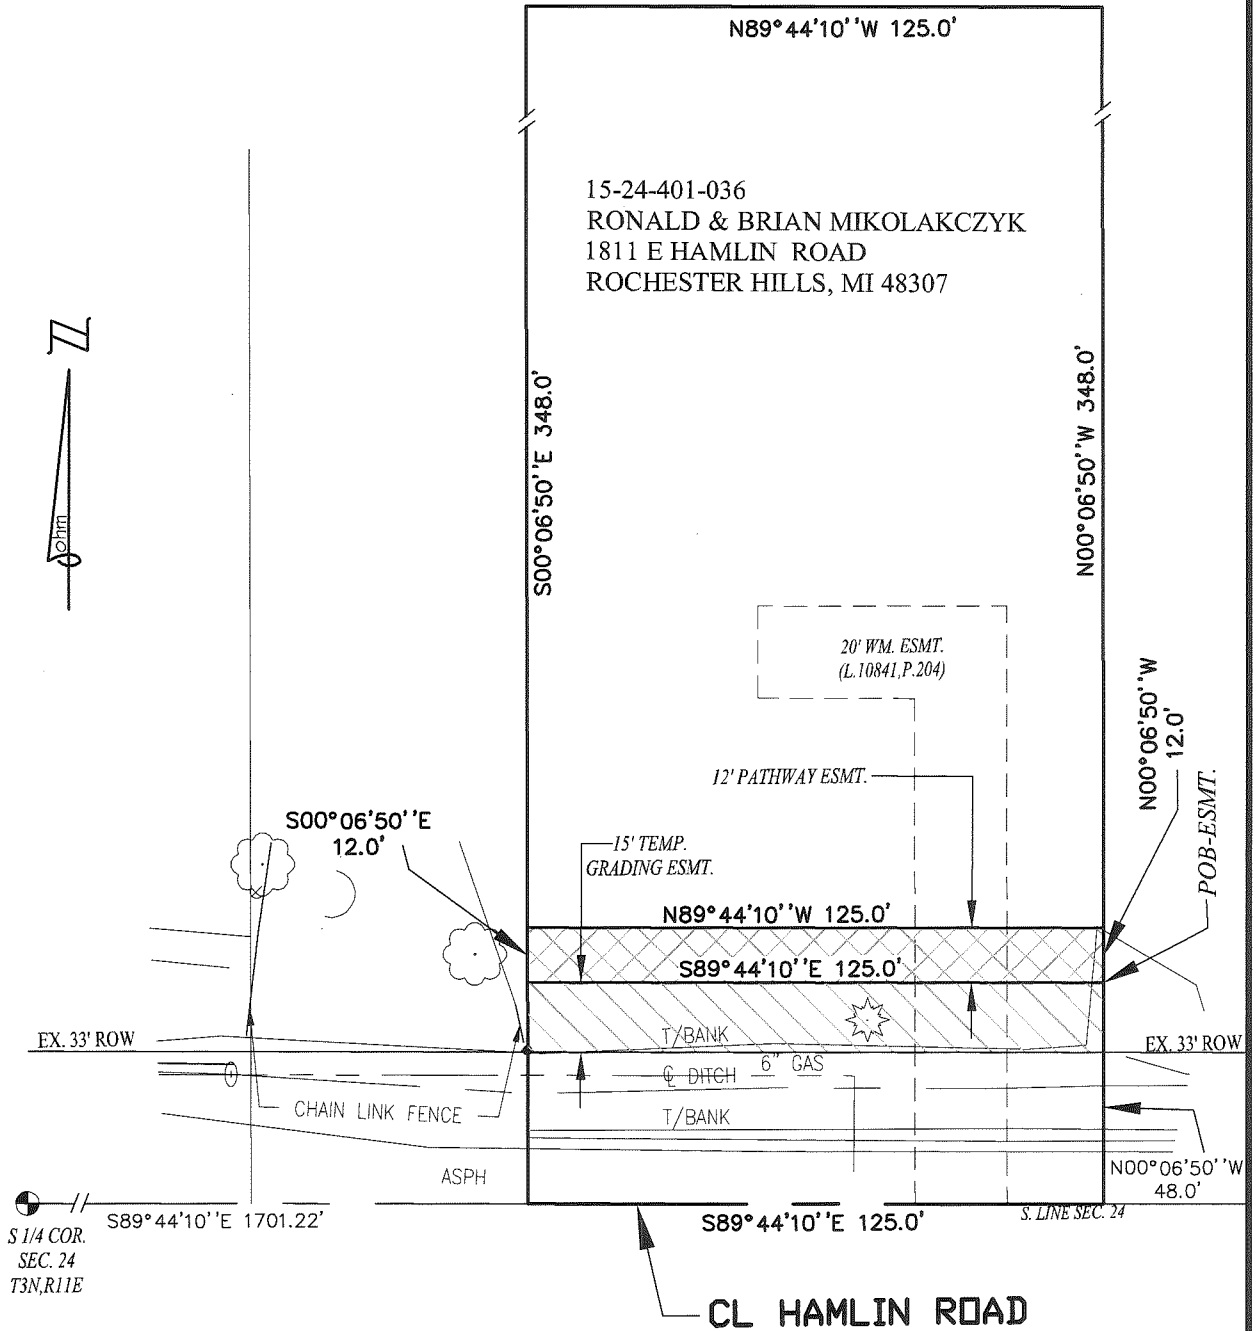 N89°44'10''W 125.0'
15-24-401-036
RONALD & BRIAN MIKOLAKCZYK
1811 E HAMLIN ROAD
ROCHESTER HILLS, MI 48307
N
ohm
S00°06'50''E 348.0'
N00°06'50''W 348.0'
20' WM. ESMT.
(L.10841,P.204)
N00°06'50''W
12.0'
12' PATHWAY ESMT.
POB-ESMT.
S00°06'50''E
12.0'
15' TEMP.
GRADING ESMT.
N89°44'10''W 125.0'
S89°44'10''E 125.0'
EX. 33' ROW
T/BANK
EX. 33' ROW
℄ DITCH
6" GAS
CHAIN LINK FENCE
T/BANK
ASPH
N00°06'50''W
48.0'
S89°44'10''E 1701.22'
S89°44'10''E 125.0'
S. LINE SEC. 24
S 1/4 COR.
SEC. 24
T3N,R11E
CL HAMLIN ROAD